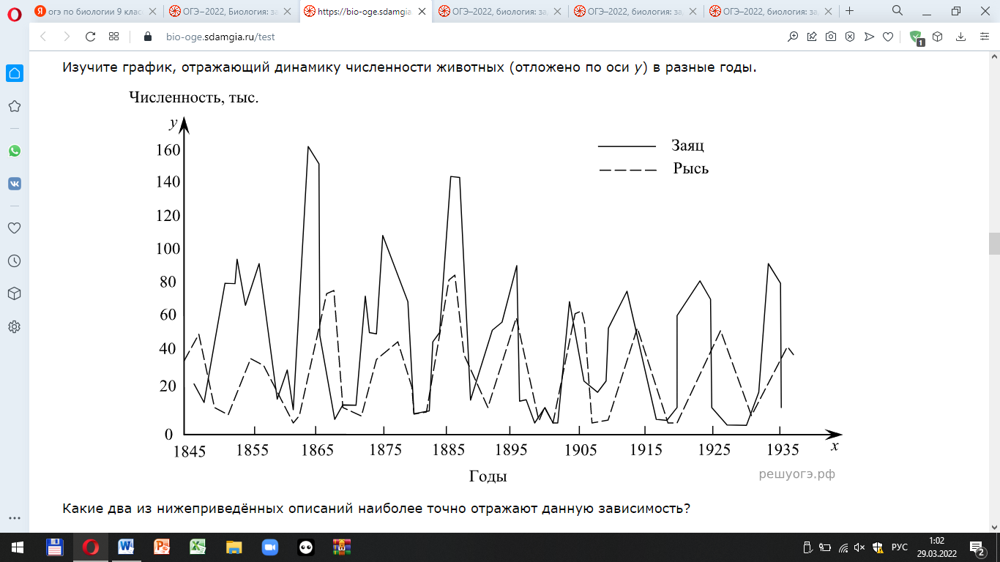 огэ по биологии 9 клас
ОГЭ–2022, Биология: за
https://bio-oge.sdamgia
ОГЭ–2022, биология: за
ОГЭ–2022, биология: за
ОГЭ–2022, биология: за
bio-oge.sdamgia.ru/test
1
Изучите график, отражающий динамику численности животных (отложено по оси y) в разные годы.
Численность, тыс.
y
160
140
120
100
80
60
40
20
0
Заяц
Рысь
1845 1855 1865 1875 1885 1895 1905 1915 1925 1935
x
Годы
решуогэ.рф
Какие два из нижеприведённых описаний наиболее точно отражают данную зависимость?
РУС
1:02
29.03.2022
2